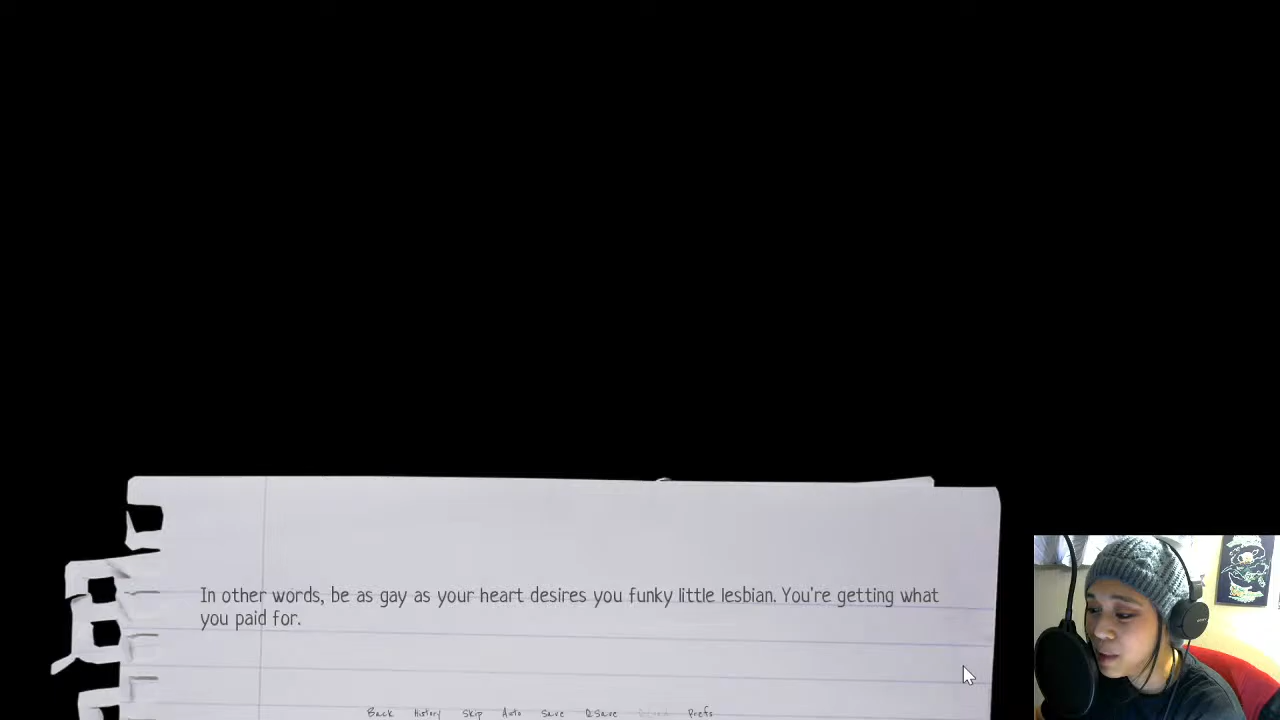 In other words, be as gay as your heart desires you funky little lesbian. You're getting what
you paid for.
Back History Skip Auto Save Q.Save Q.Load Prefs